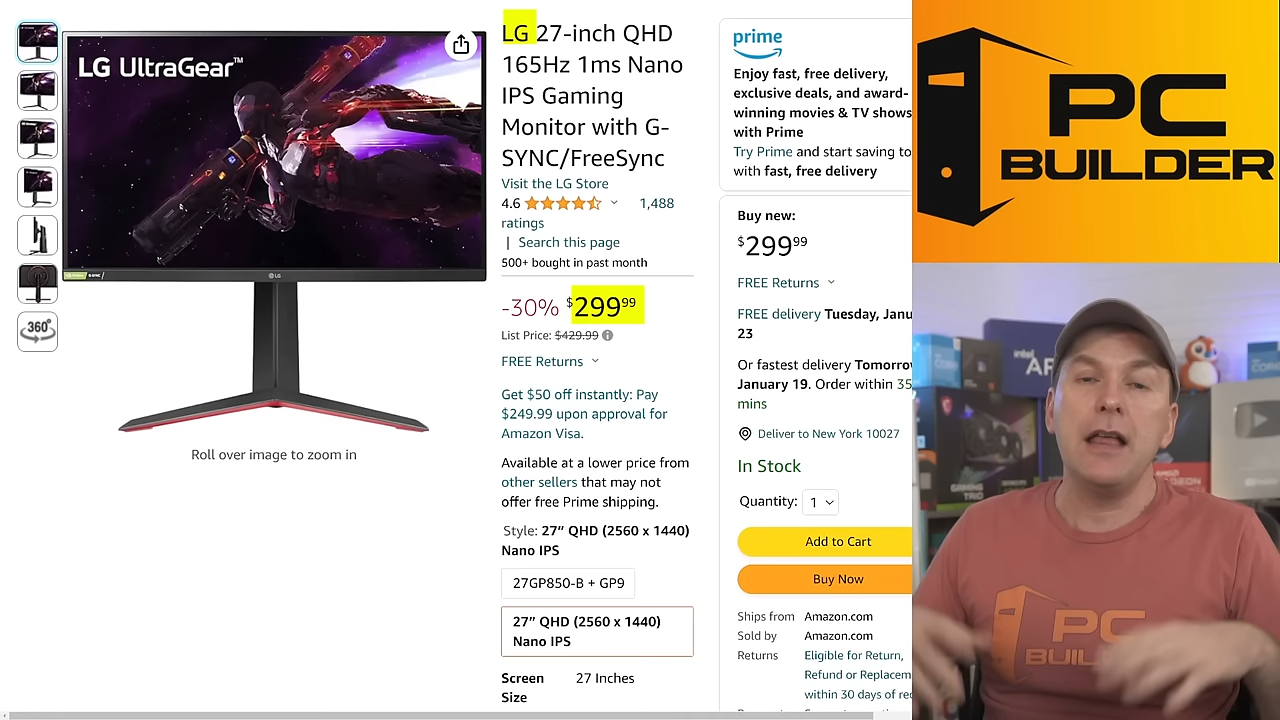 LG UltraGear™
LG
360°
Roll over image to zoom in
LG 27-inch QHD
165Hz 1ms Nano
IPS Gaming
Monitor with G-
SYNC/FreeSync
Visit the LG Store
4.6 1,488
ratings
| Search this page
500+ bought in past month
-30% $299 99
List Price: $429.99
FREE Returns
Get $50 off instantly: Pay
$249.99 upon approval for
Amazon Visa.
Available at a lower price from
other sellers that may not
offer free Prime shipping.
Style: 27” QHD (2560 x 1440)
Nano IPS
27GP850-B + GP9
27” QHD (2560 x 1440)
Nano IPS
Screen 27 Inches
Size
prime
Enjoy fast, free delivery,
exclusive deals, and award-
winning movies & TV shows
with Prime
Try Prime and start saving to
with fast, free delivery
Buy new:
$299 99
FREE Returns
FREE delivery Tuesday, Janu
23
Or fastest delivery Tomorro
January 19. Order within 35
mins
Deliver to New York 10027
In Stock
Quantity: 1
Add to Cart
Buy Now
Ships from Amazon.com
Sold by Amazon.com
Returns Eligible for Return,
Refund or Replacem
within 30 days of re
PC
BUILDER
intel
GAMING
TRIO
PC
BUIL